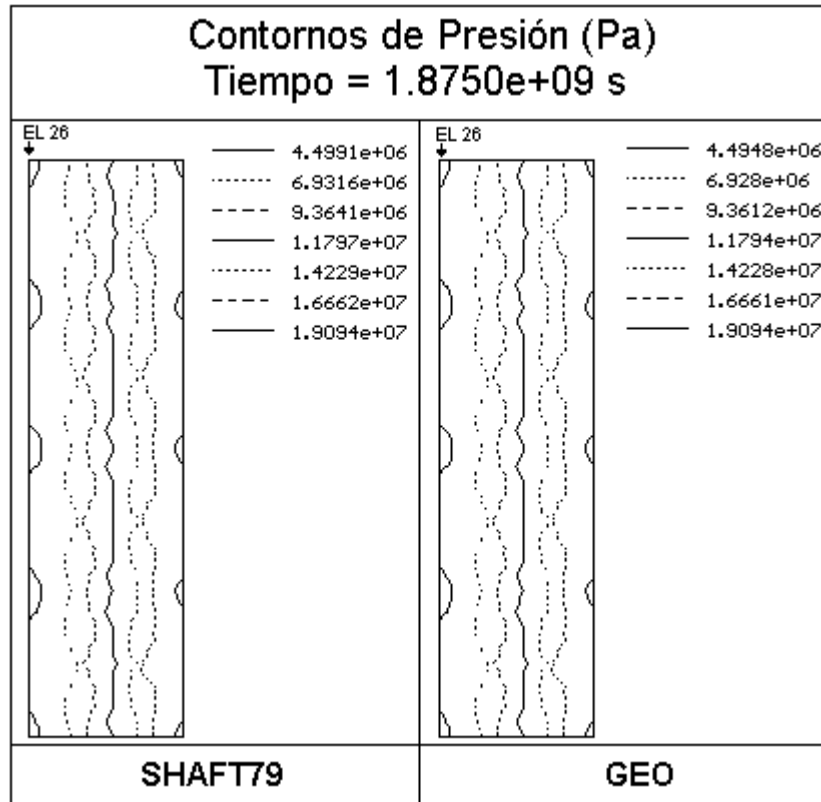 Contornos de Presión (Pa)
Tiempo = 1.8750e+09 s
EL 26
4.4991e+06
6.9316e+06
9.3641e+06
1.1797e+07
1.4229e+07
1.6662e+07
1.9094e+07
EL 26
4.4948e+06
6.928e+06
9.3612e+06
1.1794e+07
1.4228e+07
1.6661e+07
1.9094e+07
SHAFT79
GEO